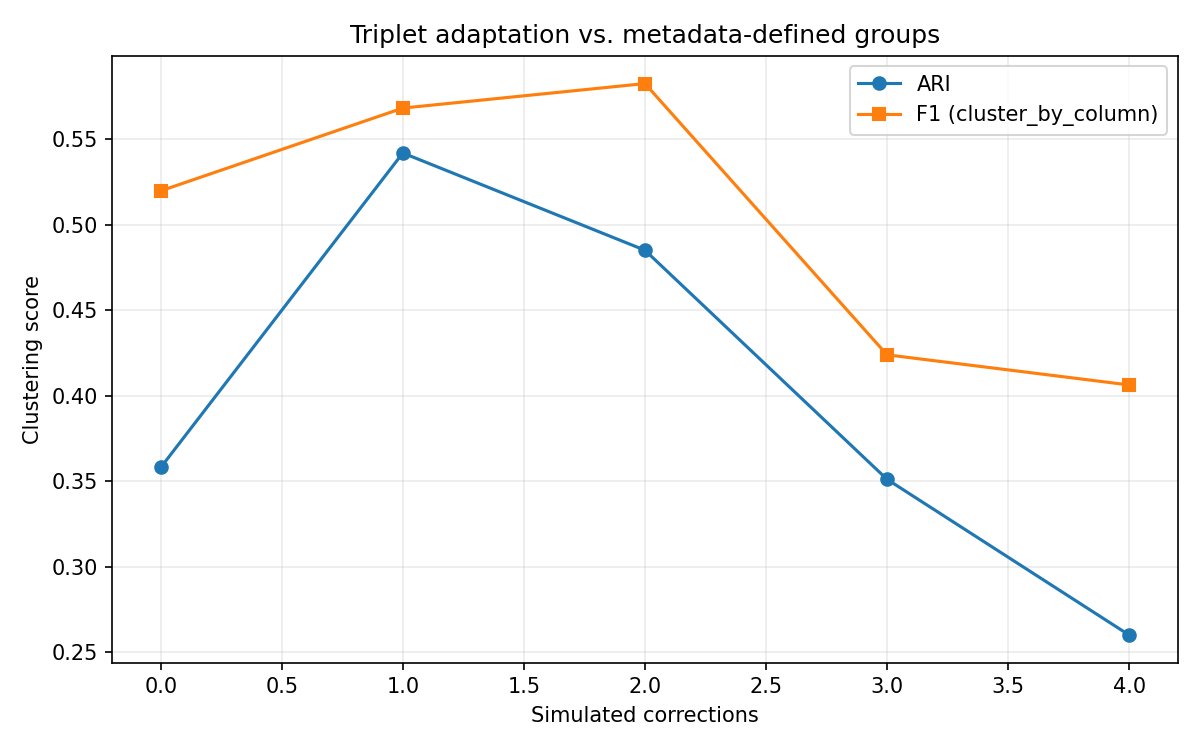 Triplet adaptation vs. metadata-defined groups
ARI
F1 (cluster_by_column)
Clustering score
0.55
0.50
0.45
0.40
0.35
0.30
0.25
0.0 0.5 1.0 1.5 2.0 2.5 3.0 3.5 4.0
Simulated corrections